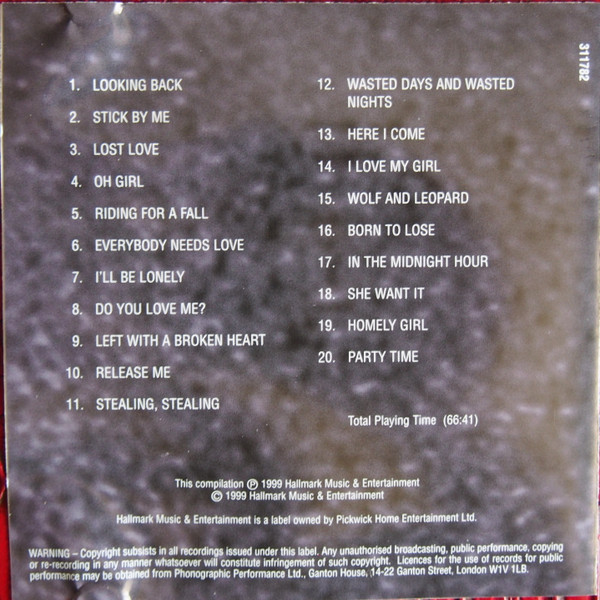 311782
1. LOOKING BACK
2. STICK BY ME
3. LOST LOVE
4. OH GIRL
5. RIDING FOR A FALL
6. EVERYBODY NEEDS LOVE
7. I'LL BE LONELY
8. DO YOU LOVE ME?
9. LEFT WITH A BROKEN HEART
10. RELEASE ME
11. STEALING, STEALING
12. WASTED DAYS AND WASTED
NIGHTS
13. HERE I COME
14. I LOVE MY GIRL
15. WOLF AND LEOPARD
16. BORN TO LOSE
17. IN THE MIDNIGHT HOUR
18. SHE WANT IT
19. HOMELY GIRL
20. PARTY TIME
Total Playing Time (66:41)
This compilation ℗ 1999 Hallmark Music & Entertainment
© 1999 Hallmark Music & Entertainment
Hallmark Music & Entertainment is a label owned by Pickwick Home Entertainment Ltd.
WARNING – Copyright subsists in all recordings issued under this label. Any unauthorised broadcasting, public performance, copying
or re-recording in any manner whatsoever will constitute infringement of such copyright. Licences for the use of records for public
performance may be obtained from Phonographic Performance Ltd., Ganton House, 14-22 Ganton Street, London W1V 1LB.